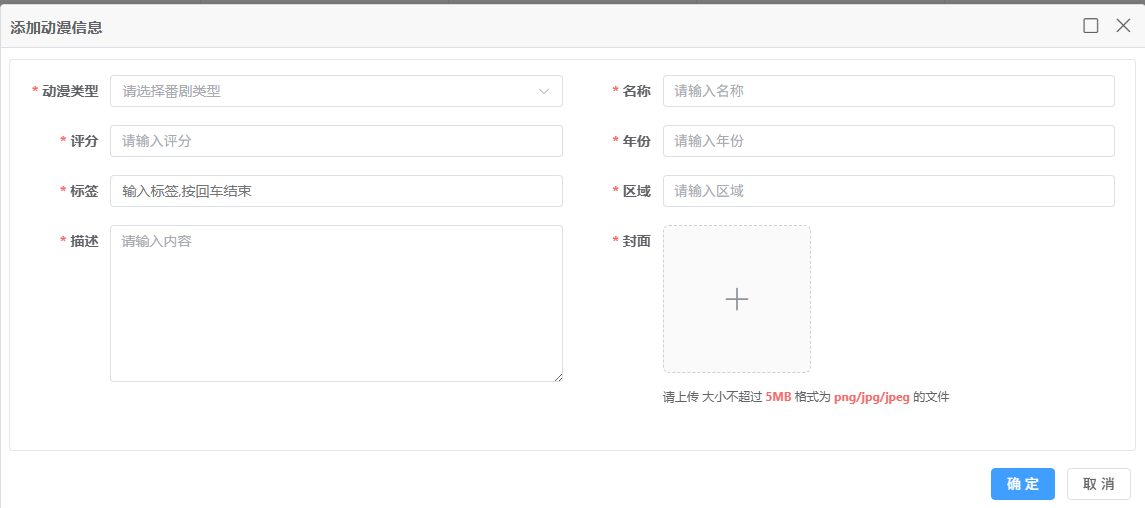 添加动漫信息
* 动漫类型 请选择番剧类型
* 名称 请输入名称
* 评分 请输入评分
* 年份 请输入年份
* 标签 输入标签,按回车结束
* 区域 请输入区域
* 描述 请输入内容
* 封面
请上传 大小不超过 5MB 格式为 png/jpg/jpeg 的文件
确 定
取 消